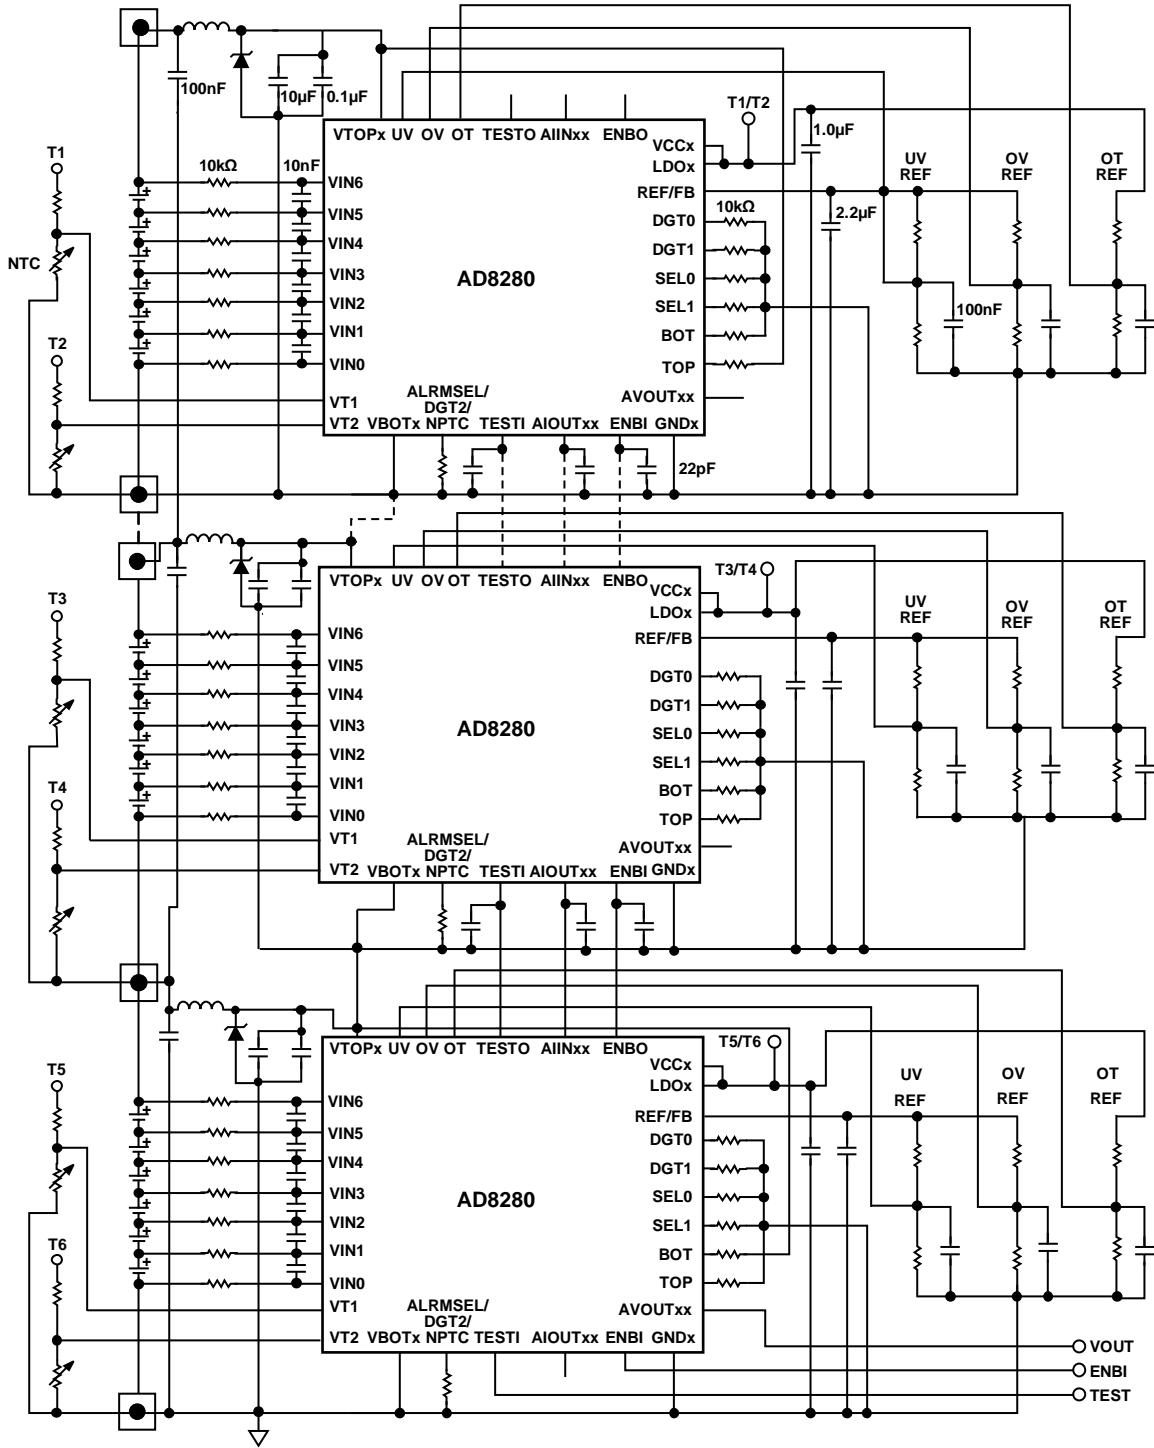 100nF
10µF 0.1µF
T1/T2
1.0µF
VTOPx UV OV OT TESTO AIINxx ENBO
VCCx
LDOx
T1
10kΩ
10nF
VIN6
REF/FB
UV
REF
OV
REF
OT
REF
VIN5
10kΩ
DGT0
2.2µF
VIN4
DGT1
NTC
VIN3
AD8280
SEL0
VIN2
SEL1
100nF
VIN1
BOT
T2
VIN0
TOP
ALRMSEL/
DGT2/
AVOUTxx
VT1
VT2 VBOTx NPTC TESTI AIOUTxx ENBI GNDx
22pF
VTOPx UV OV OT TESTO AIINxx ENBO
T3/T4
VCCx
LDOx
T3
VIN6
REF/FB
UV
REF
OV
REF
OT
REF
VIN5
DGT0
VIN4
DGT1
VIN3
AD8280
SEL0
VIN2
SEL1
VIN1
BOT
T4
VIN0
TOP
ALRMSEL/
DGT2/
AVOUTxx
VT1
VT2 VBOTx NPTC TESTI AIOUTxx ENBI GNDx
VTOPx UV OV OT TESTO AIINxx ENBO
T5/T6
VCCx
LDOx
T5
VIN6
REF/FB
UV
REF
OV
REF
OT
REF
VIN5
DGT0
VIN4
DGT1
VIN3
AD8280
SEL0
VIN2
SEL1
VIN1
BOT
T6
VIN0
TOP
ALRMSEL/
DGT2/
AVOUTxx
VT1
VT2 VBOTx NPTC TESTI AIOUTxx ENBI GNDx
VOUT
ENBI
TEST